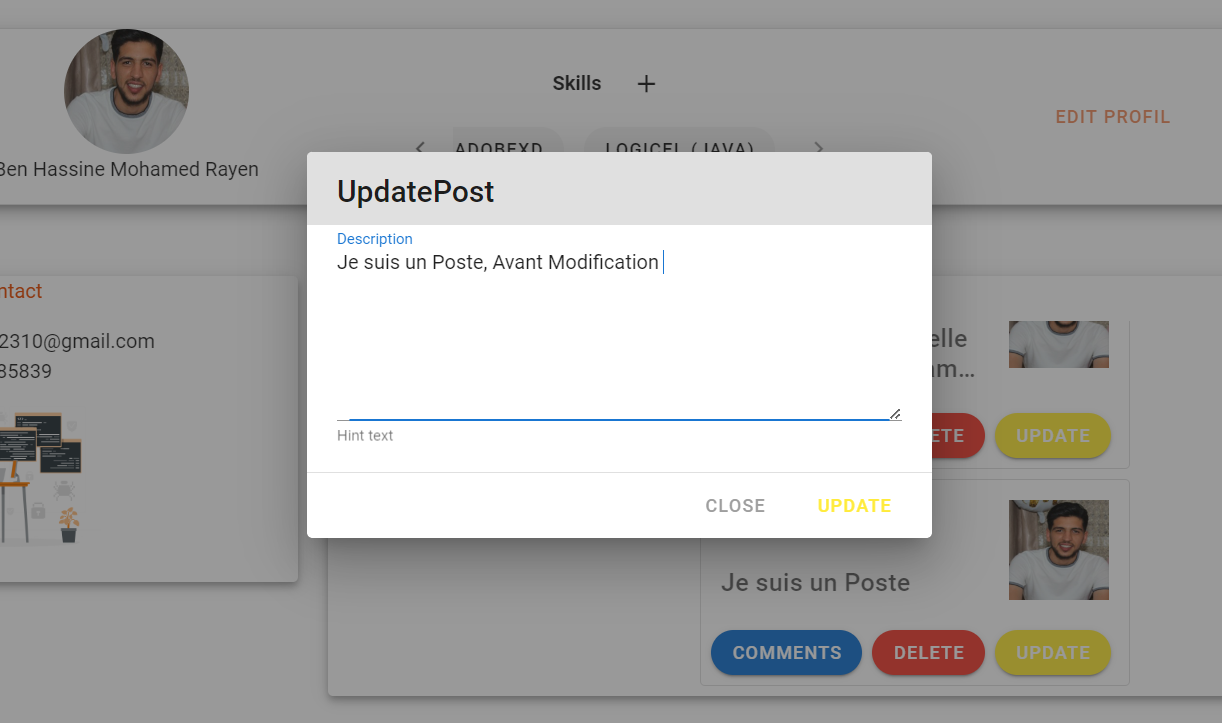 Skills +
EDIT PROFIL
ADOBEXD
LOGICEL (JAVA)
Ben Hassine Mohamed Rayen
UpdatePost
Description
Je suis un Poste, Avant Modification
Hint text
CLOSE
UPDATE
ntact
2310@gmail.com
35839
elle
am…
ETE
UPDATE
Je suis un Poste
COMMENTS
DELETE
UPDATE